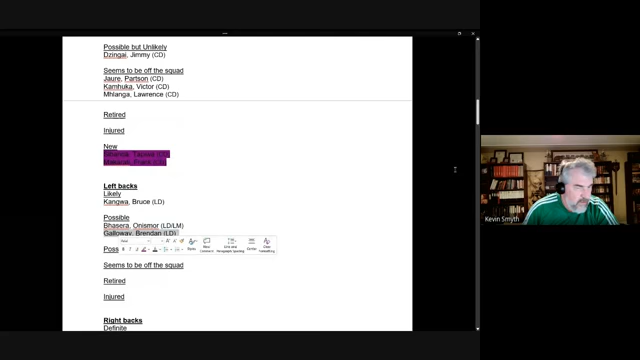 Possible but Unlikely
Dzingai, Jimmy (CD)
Seems to be off the squad
Jaure, Partson (CD)
Kamhuka, Victor (CD)
Mhlanga, Lawrence (CD)
Retired
Injured
New
Left backs
Likely
Kangwa, Bruce (LD)
Possible
Bhasera, Onismor (LD/LM)
Galloway, Brendan (LD)
Poss
Seems to be off the squad
Retired
Injured
Right backs
Definite
Kevin Smyth